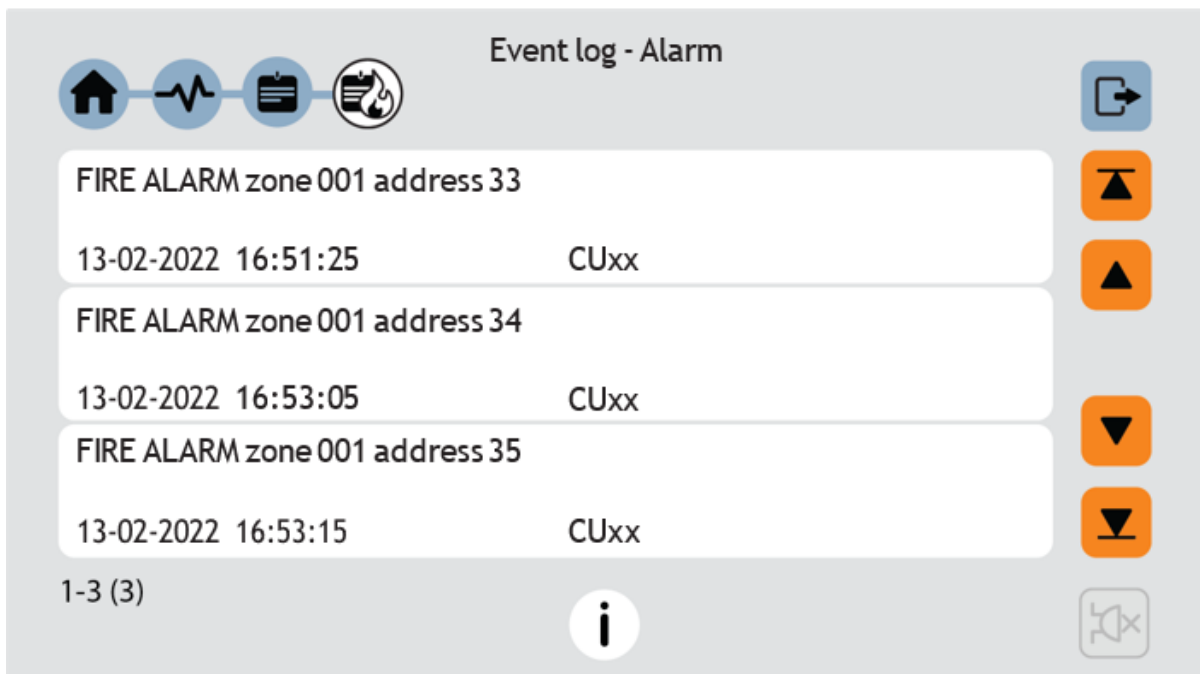 Event log - Alarm
FIRE ALARM zone 001 address 33
13-02-2022 16:51:25 CUxx
FIRE ALARM zone 001 address 34
13-02-2022 16:53:05 CUxx
FIRE ALARM zone 001 address 35
13-02-2022 16:53:15 CUxx
1-3 (3)
i